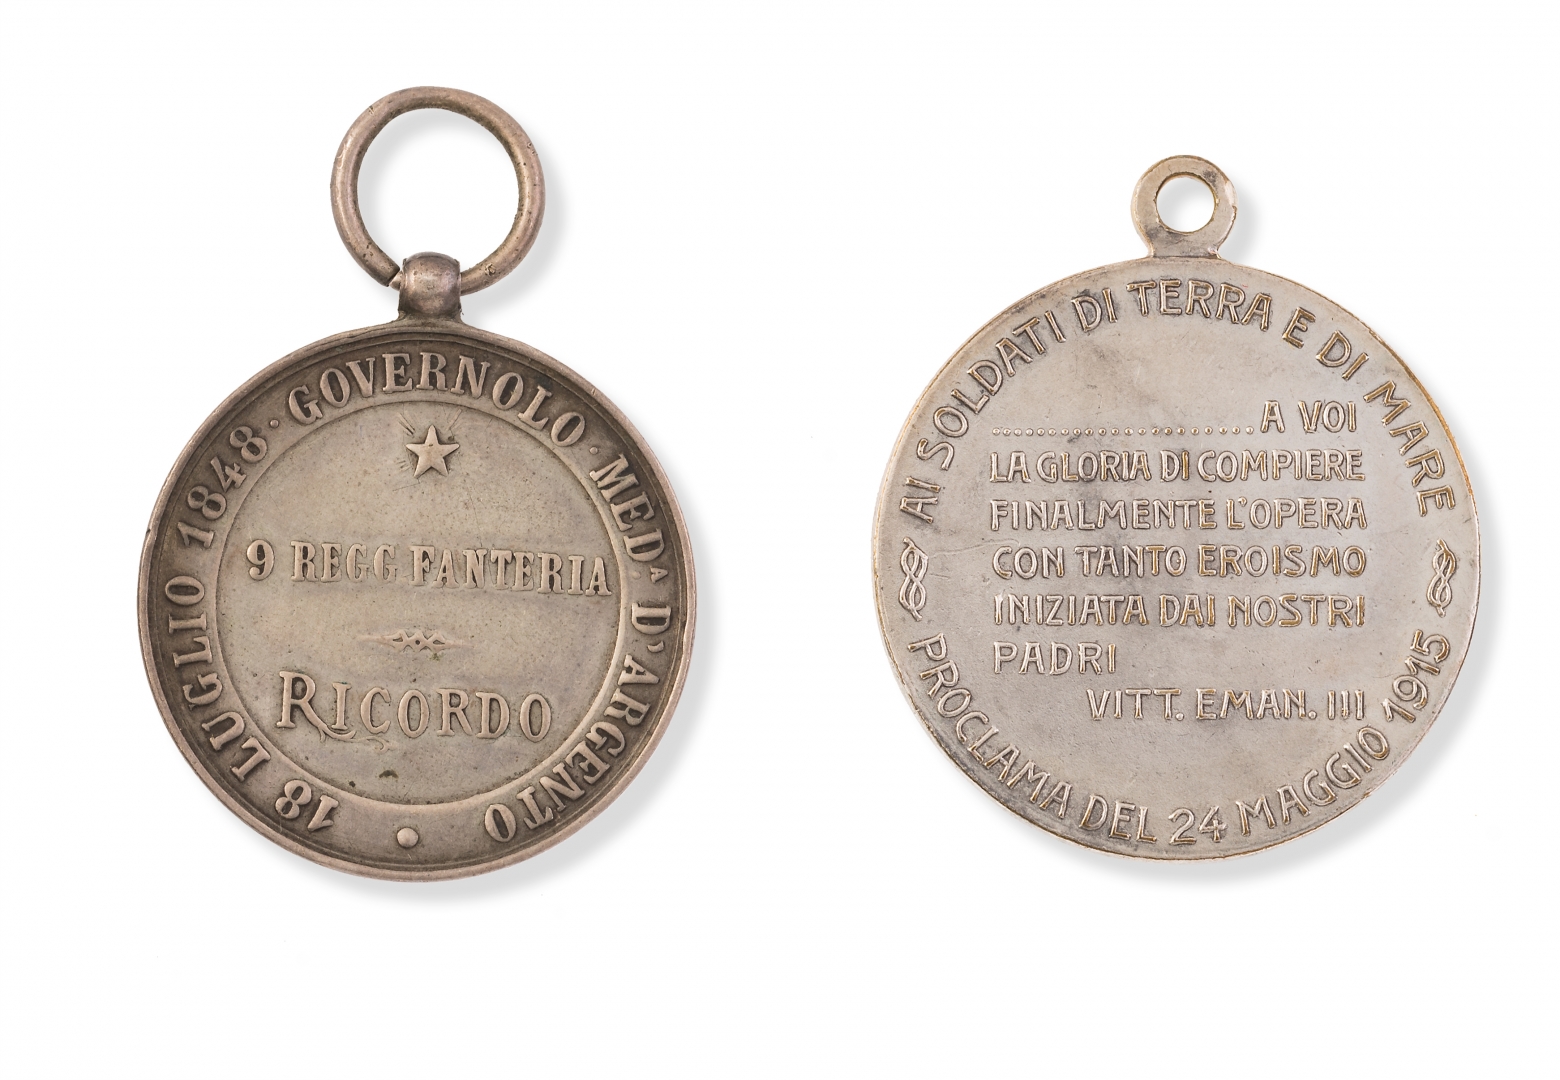 18 LUGLIO 1848 · GOVERNOLO · MED.A D'ARGENTO
9 REGG FANTERIA
RICORDO
AI SOLDATI DI TERRA E DI MARE
...................... A VOI
LA GLORIA DI COMPIERE
FINALMENTE L'OPERA
CON TANTO EROISMO
INIZIATA DAI NOSTRI
PADRI
VITT. EMAN. III
PROCLAMA DEL 24 MAGGIO 1915